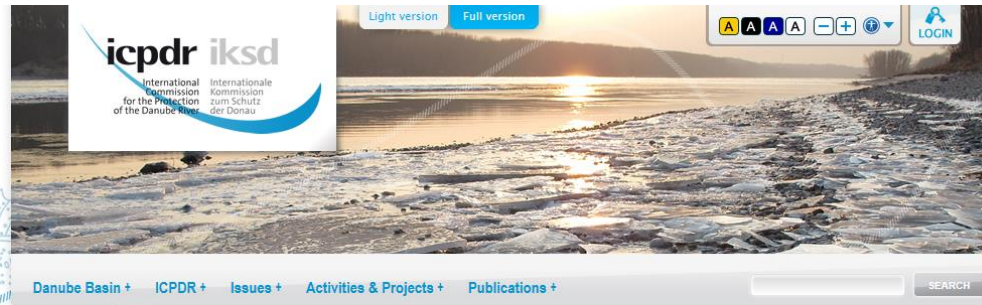 Light version Full version
A A A A
LOGIN
icpdr iksd
International Internationale
Commission Kommission
for the Protection zum Schutz
of the Danube River der Donau
Danube Basin + ICPDR + Issues + Activities & Projects + Publications + SEARCH